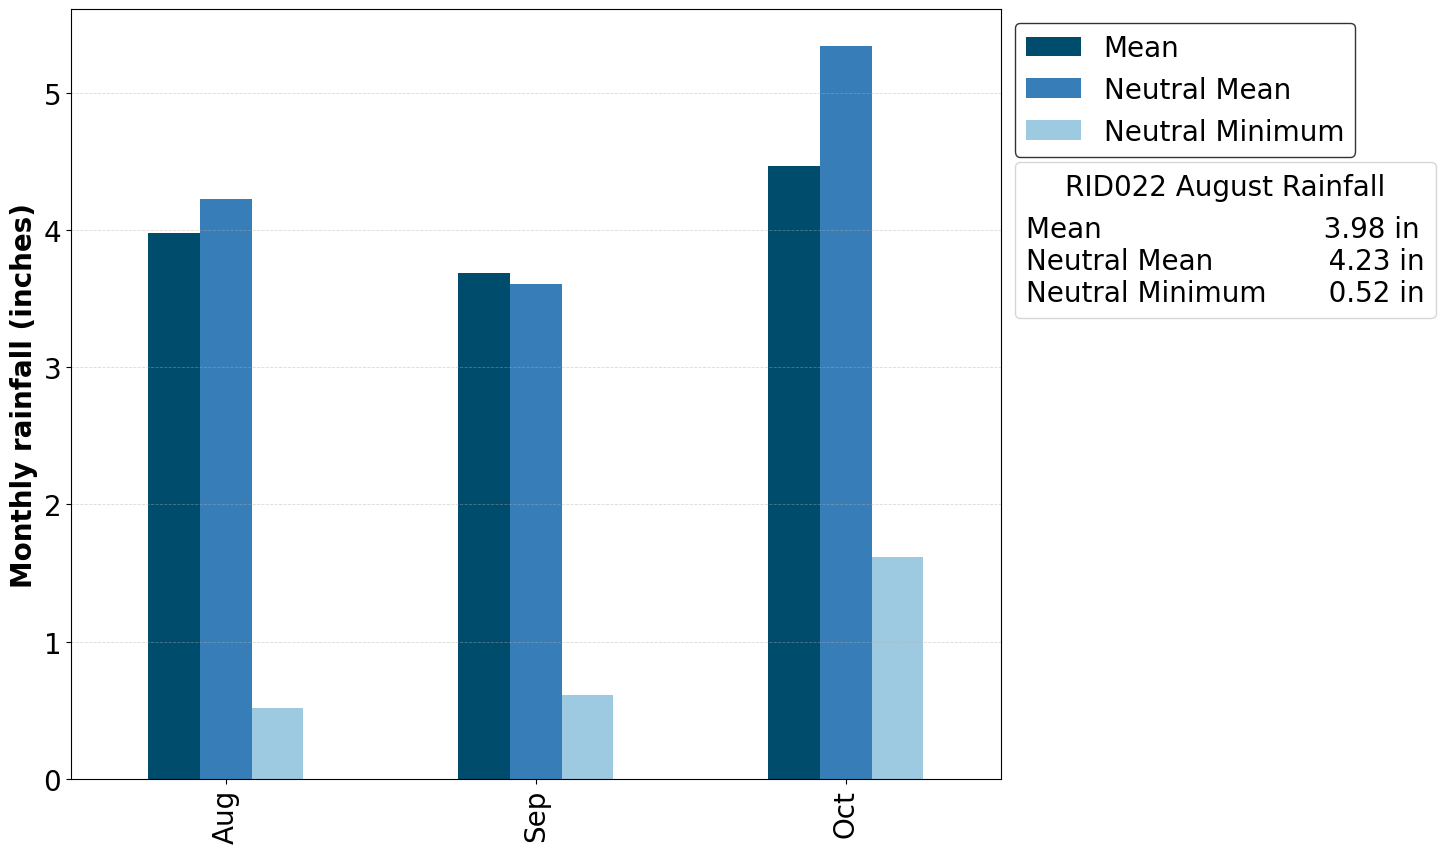 Monthly rainfall (inches)
5
4
3
2
1
0
Aug
Sep
Oct
Mean
Neutral Mean
Neutral Minimum
RID022 August Rainfall
Mean 3.98 in
Neutral Mean 4.23 in
Neutral Minimum 0.52 in